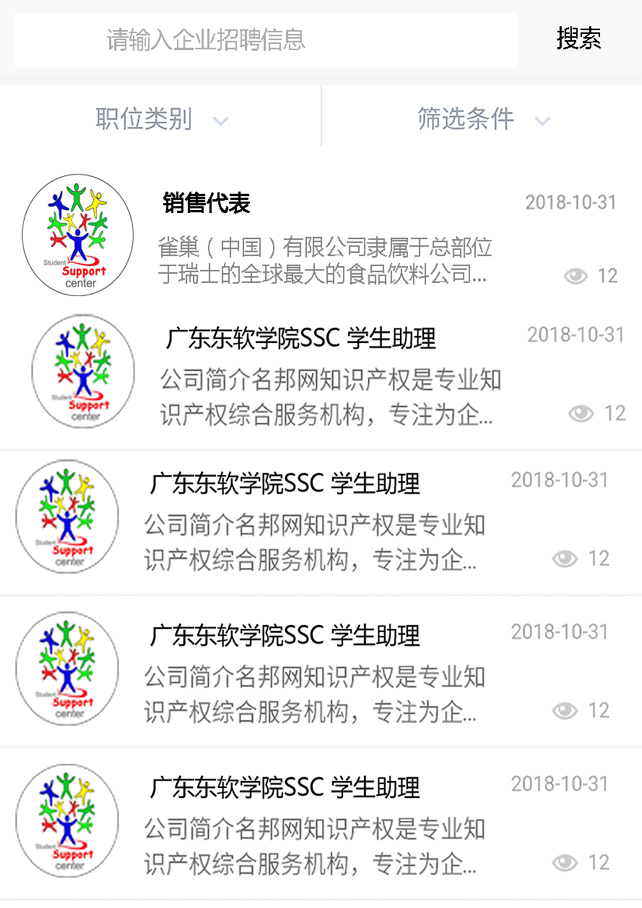 请输入企业招聘信息
搜索
职位类别
筛选条件
销售代表
2018-10-31
雀巢（中国）有限公司隶属于总部位
于瑞士的全球最大的食品饮料公司...
12
Student
Support
center
广东东软学院SSC 学生助理
2018-10-31
公司简介名邦网知识产权是专业知
识产权综合服务机构，专注为企...
12
Student
Support
center
广东东软学院SSC 学生助理
2018-10-31
公司简介名邦网知识产权是专业知
识产权综合服务机构，专注为企...
12
Student
Support
center
广东东软学院SSC 学生助理
2018-10-31
公司简介名邦网知识产权是专业知
识产权综合服务机构，专注为企...
12
Student
Support
center
广东东软学院SSC 学生助理
2018-10-31
公司简介名邦网知识产权是专业知
识产权综合服务机构，专注为企...
12
Student
Support
center